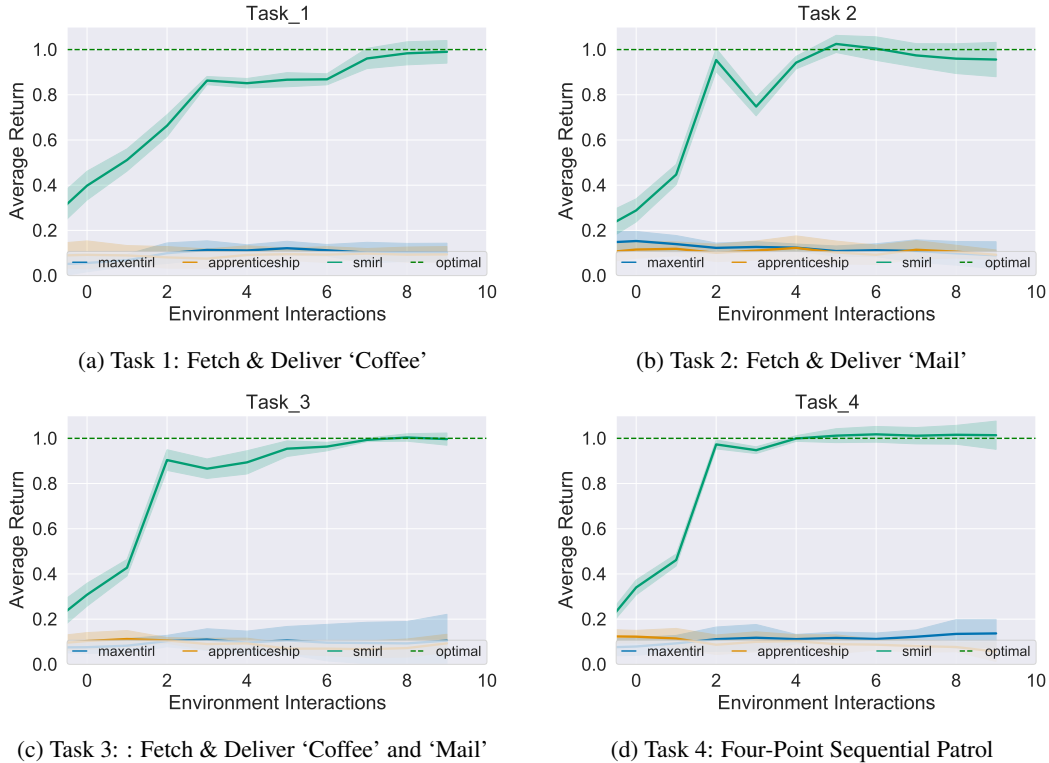 Task_1
Average Return
1.0
0.8
0.6
0.4
0.2
0.0
maxentirl apprenticeship smirl optimal
0 2 4 6 8 10
Environment Interactions
(a) Task 1: Fetch & Deliver ‘Coffee’
Task 2
Average Return
1.0
0.8
0.6
0.4
0.2
0.0
maxentirl apprenticeship smirl optimal
0 2 4 6 8 10
Environment Interactions
(b) Task 2: Fetch & Deliver ‘Mail’
Task_3
Average Return
1.0
0.8
0.6
0.4
0.2
0.0
maxentirl apprenticeship smirl optimal
0 2 4 6 8 10
Environment Interactions
(c) Task 3: : Fetch & Deliver ‘Coffee’ and ‘Mail’
Task_4
Average Return
1.0
0.8
0.6
0.4
0.2
0.0
maxentirl apprenticeship smirl optimal
0 2 4 6 8 10
Environment Interactions
(d) Task 4: Four-Point Sequential Patrol